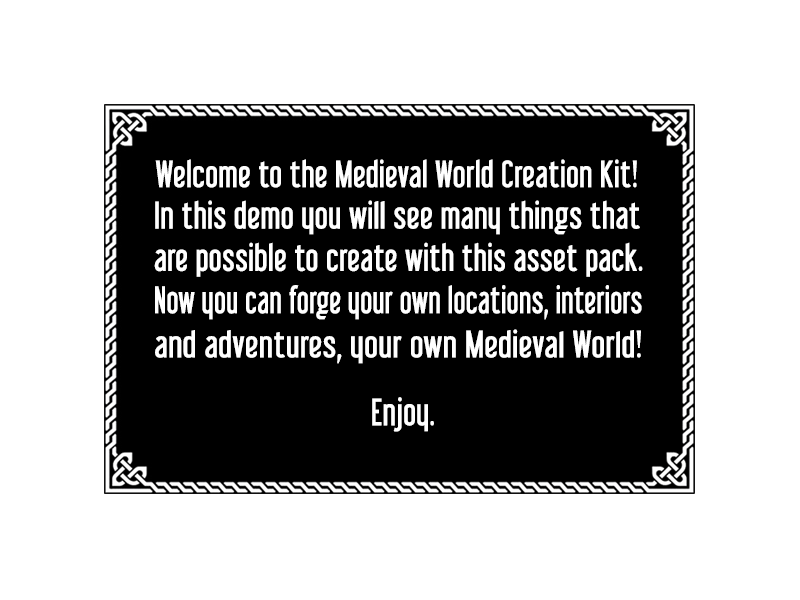 Welcome to the Medieval World Creation Kit!
In this demo you will see many things that
are possible to create with this asset pack.
Now you can forge your own locations, interiors
and adventures, your own Medieval World!
Enjoy.